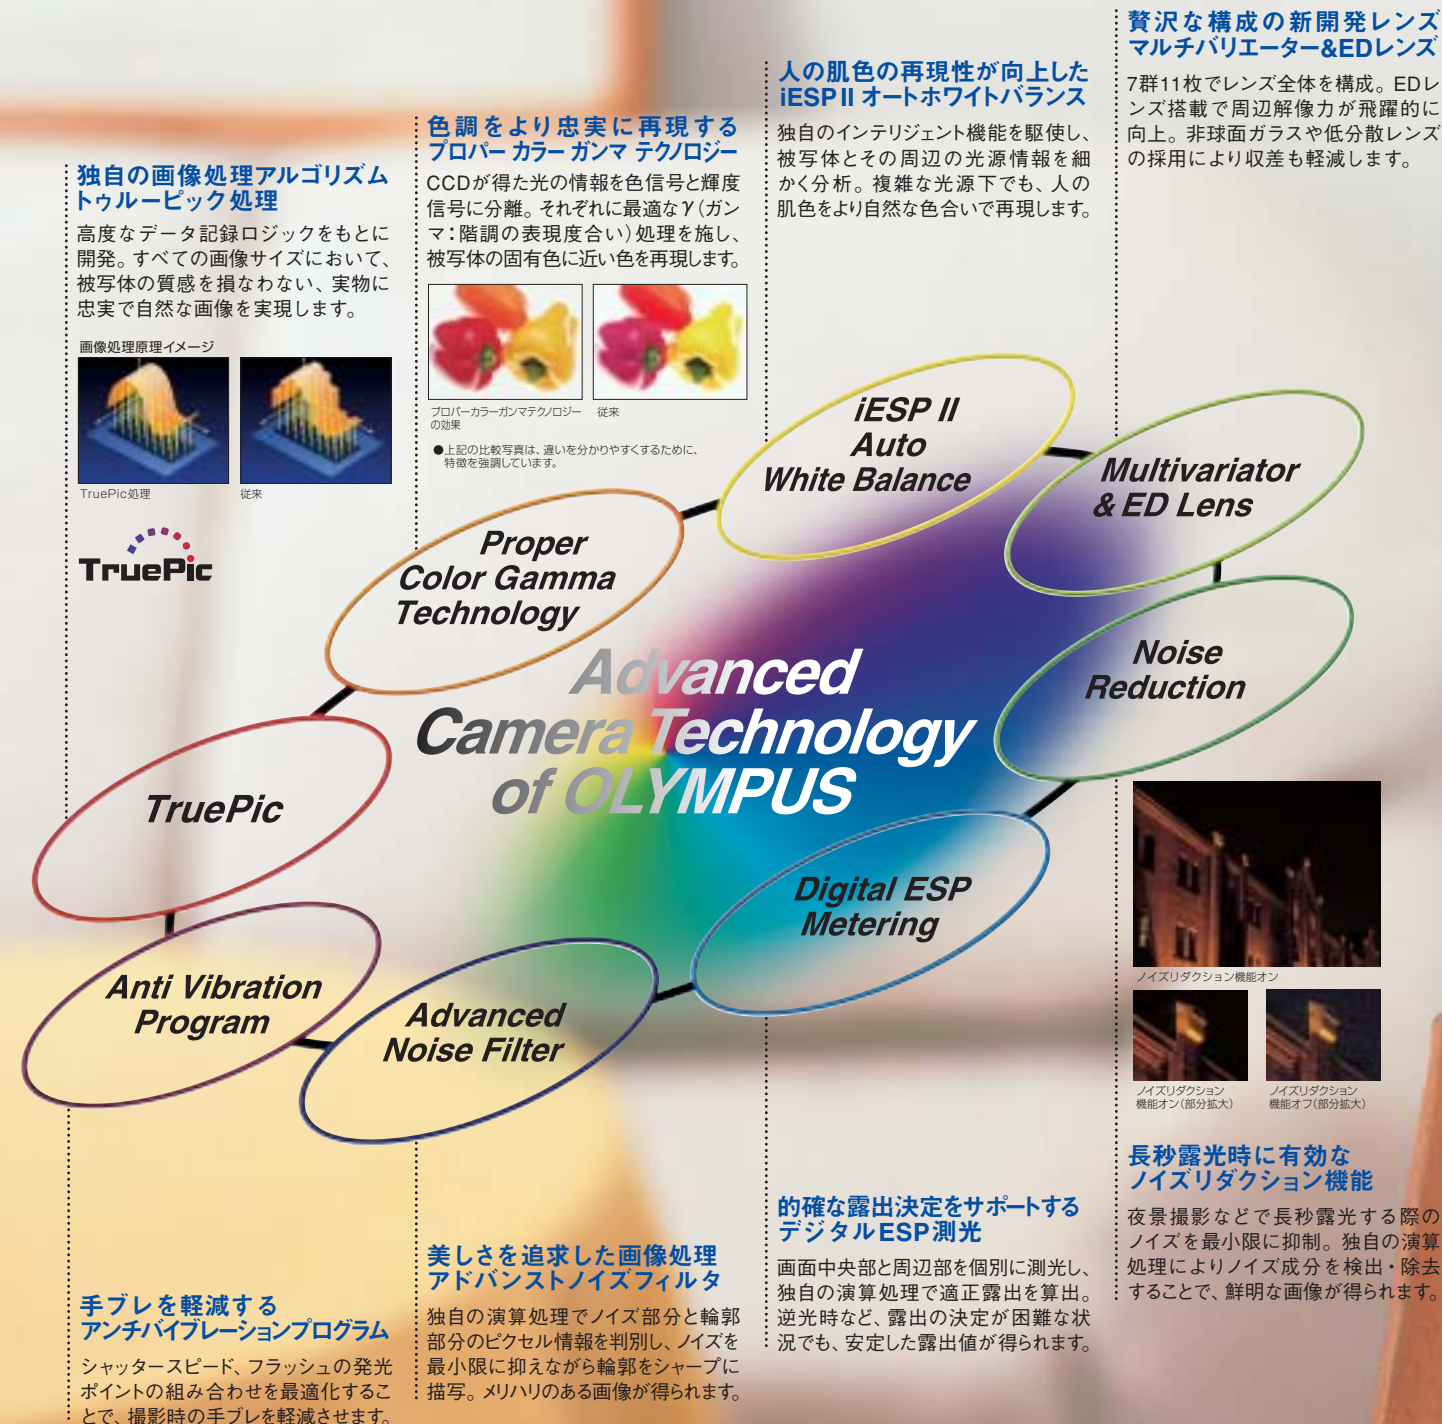 独自の画像処理アルゴリズム
トゥルーピック処理
高度なデータ記録ロジックをもとに
開発。すべての画像サイズにおいて、
被写体の質感を損なわない、実物に
忠実で自然な画像を実現します。
画像処理原理イメージ
TruePic処理
従来
TruePic
色調をより忠実に再現する
プロパー カラー ガンマ テクノロジー
CCDが得た光の情報を色信号と輝度
信号に分離。それぞれに最適なγ(ガン
マ:階調の表現度合い)処理を施し、
被写体の固有色に近い色を再現します。
プロパーカラーガンマテクノロジー
の効果
従来
●上記の比較写真は、違いを分かりやすくするために、
特徴を強調しています。
人の肌色の再現性が向上した
iESP II オートホワイトバランス
独自のインテリジェント機能を駆使し、
被写体とその周辺の光源情報を細
かく分析。複雑な光源下でも、人の
肌色をより自然な色合いで再現します。
贅沢な構成の新開発レンズ
マルチバリエーター&EDレンズ
7群11枚でレンズ全体を構成。EDレ
ンズ搭載で周辺解像力が飛躍的に
向上。非球面ガラスや低分散レンズ
の採用により収差も軽減します。
iESP II
Auto
White Balance
Multivariator
& ED Lens
Proper
Color Gamma
Technology
Noise
Reduction
Advanced
Camera Technology
of OLYMPUS
TruePic
Digital ESP
Metering
Anti Vibration
Program
Advanced
Noise Filter
ノイズリダクション機能オン
ノイズリダクション
機能オン(部分拡大)
ノイズリダクション
機能オフ(部分拡大)
手ブレを軽減する
アンチバイブレーションプログラム
シャッタースピード、フラッシュの発光
ポイントの組み合わせを最適化するこ
とで、撮影時の手ブレを軽減させます。
美しさを追求した画像処理
アドバンストノイズフィルタ
独自の演算処理でノイズ部分と輪郭
部分のピクセル情報を判別し、ノイズを
最小限に抑えながら輪郭をシャープに
描写。メリハリのある画像が得られます。
的確な露出決定をサポートする
デジタルESP測光
画面中央部と周辺部を個別に測光し、
独自の演算処理で適正露出を算出。
逆光時など、露出の決定が困難な状
況でも、安定した露出値が得られます。
長秒露光時に有効な
ノイズリダクション機能
夜景撮影などで長秒露光する際の
ノイズを最小限に抑制。独自の演算
処理によりノイズ成分を検出・除去
することで、鮮明な画像が得られます。